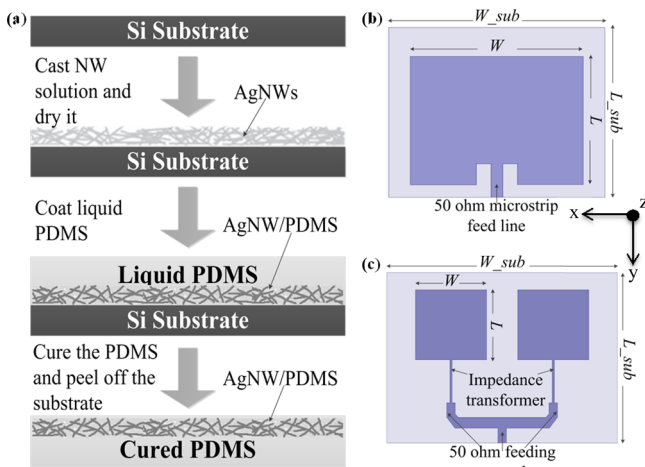 (a)
Si Substrate
Cast NW
solution and
dry it
AgNWs
Si Substrate
Coat liquid
PDMS
AgNW/PDMS
Liquid PDMS
Si Substrate
Cure the PDMS
and peel off the
substrate
AgNW/PDMS
Cured PDMS
(b)
W_sub
W
L
L_sub
50 ohm microstrip
feed line
x
z
y
(c)
W_sub
W
L
L_sub
Impedance
transformer
50 ohm feeding